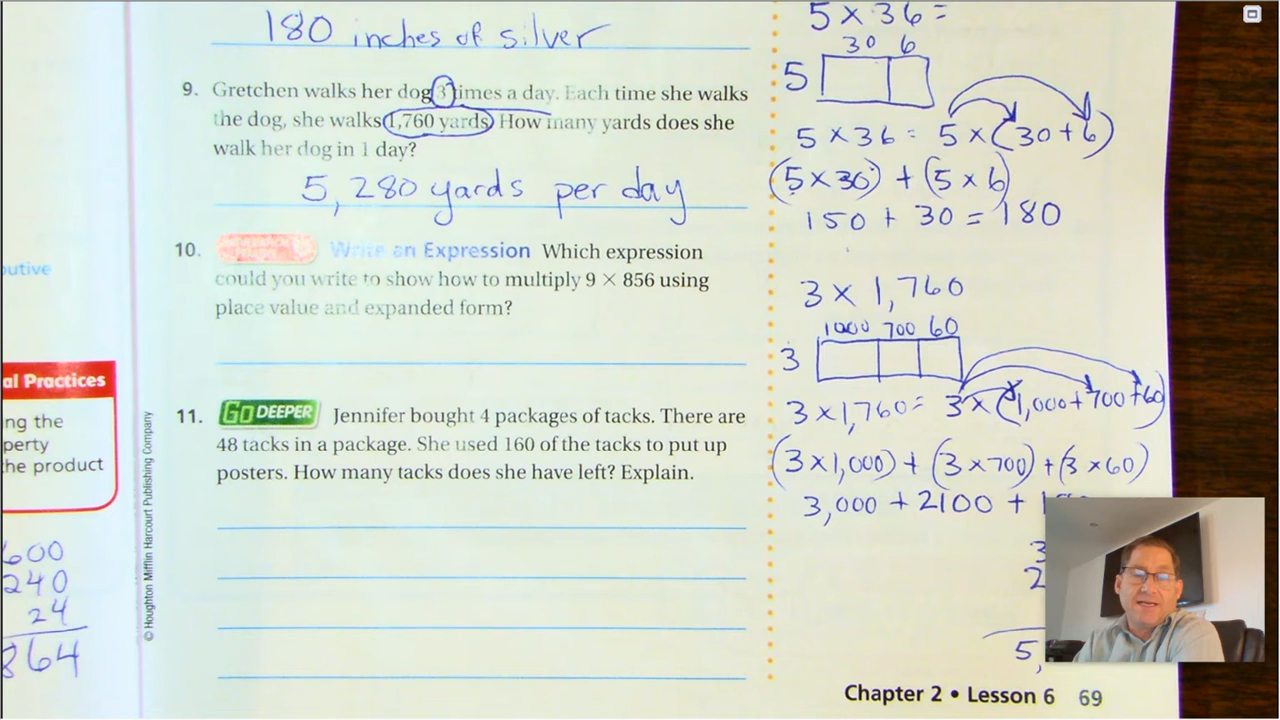 180 inches of silver
9. Gretchen walks her dog 3 times a day. Each time she walks
the dog, she walks 1,760 yards. How many yards does she
walk her dog in 1 day?
5,280 yards per day
10. Write an Expression Which expression
could you write to show how to multiply 9 × 856 using
place value and expanded form?
11. GO DEEPER Jennifer bought 4 packages of tacks. There are
48 tacks in a package. She used 160 of the tacks to put up
posters. How many tacks does she have left? Explain.
5 × 36 =
30 6
5
5 × 36 = 5 × (30 + 6)
(5 × 30) + (5 × 6)
150 + 30 = 180
3 × 1,760
1000 700 60
3
3 × 1,760 = 3 × (1,000 + 700 + 60)
(3 × 1,000) + (3 × 700) + (3 × 60)
3,000 + 2100 +
3
2
5,
Chapter 2 • Lesson 6 69
utive
al Practices
ng the
perty
he product
600
240
24
864
© Houghton Mifflin Harcourt Publishing Company